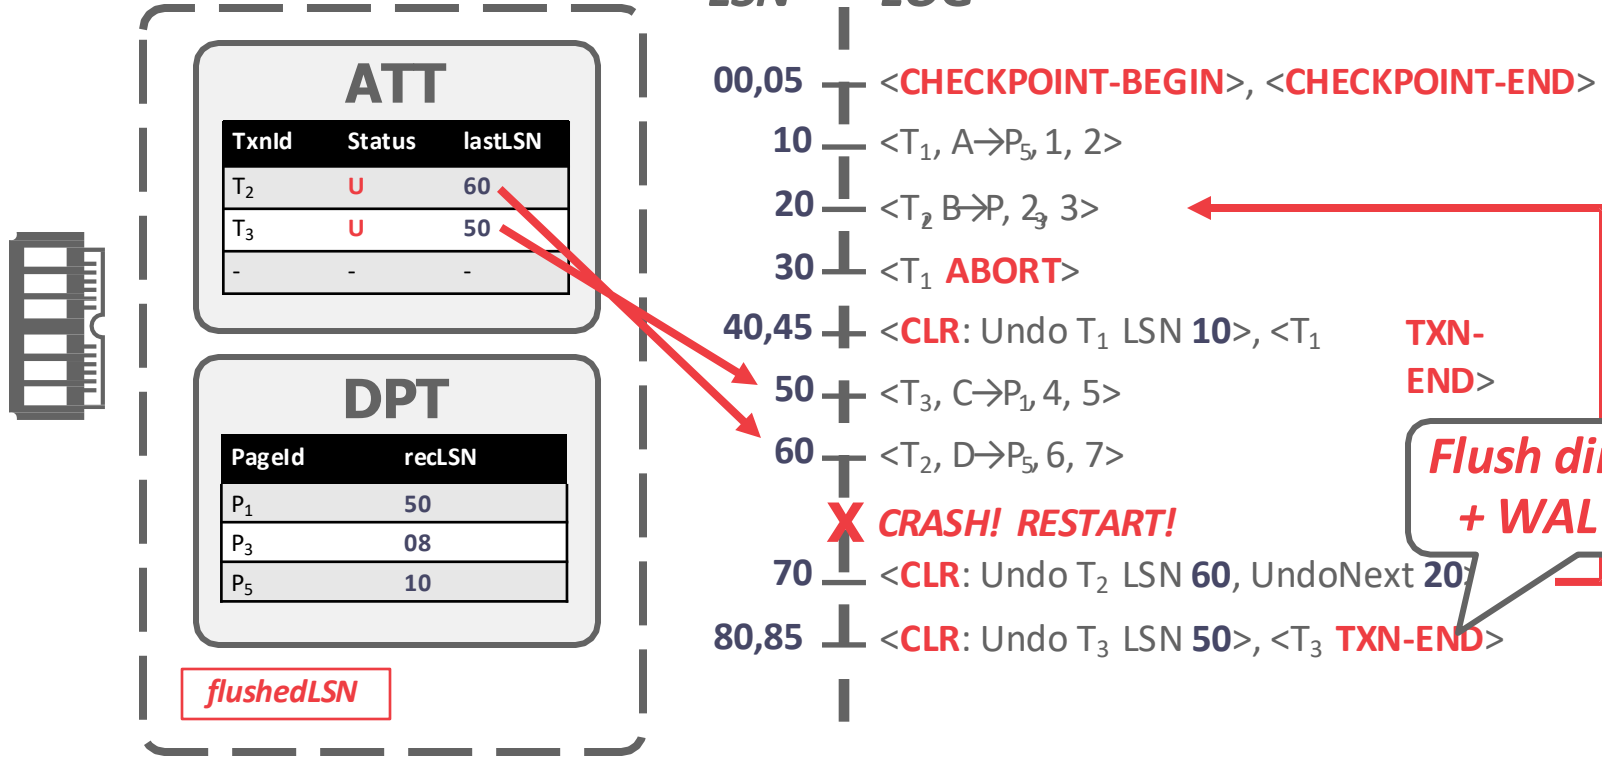 LSN LOG
ATT
TxnId Status lastLSN
T₂ U 60
T₃ U 50
- - -
DPT
PageId recLSN
P₁ 50
P₃ 08
P₅ 10
flushedLSN
00,05 <CHECKPOINT-BEGIN>, <CHECKPOINT-END>
10 <T₁, A→P₅, 1, 2>
20 <T₂, B→P₃, 2, 3>
30 <T₁ ABORT>
40,45 <CLR: Undo T₁ LSN 10>, <T₁ TXN-
END>
50 <T₃, C→P₁, 4, 5>
60 <T₂, D→P₅, 6, 7>
X CRASH! RESTART!
70 <CLR: Undo T₂ LSN 60, UndoNext 20>
80,85 <CLR: Undo T₃ LSN 50>, <T₃ TXN-END>
Flush
+ WAL